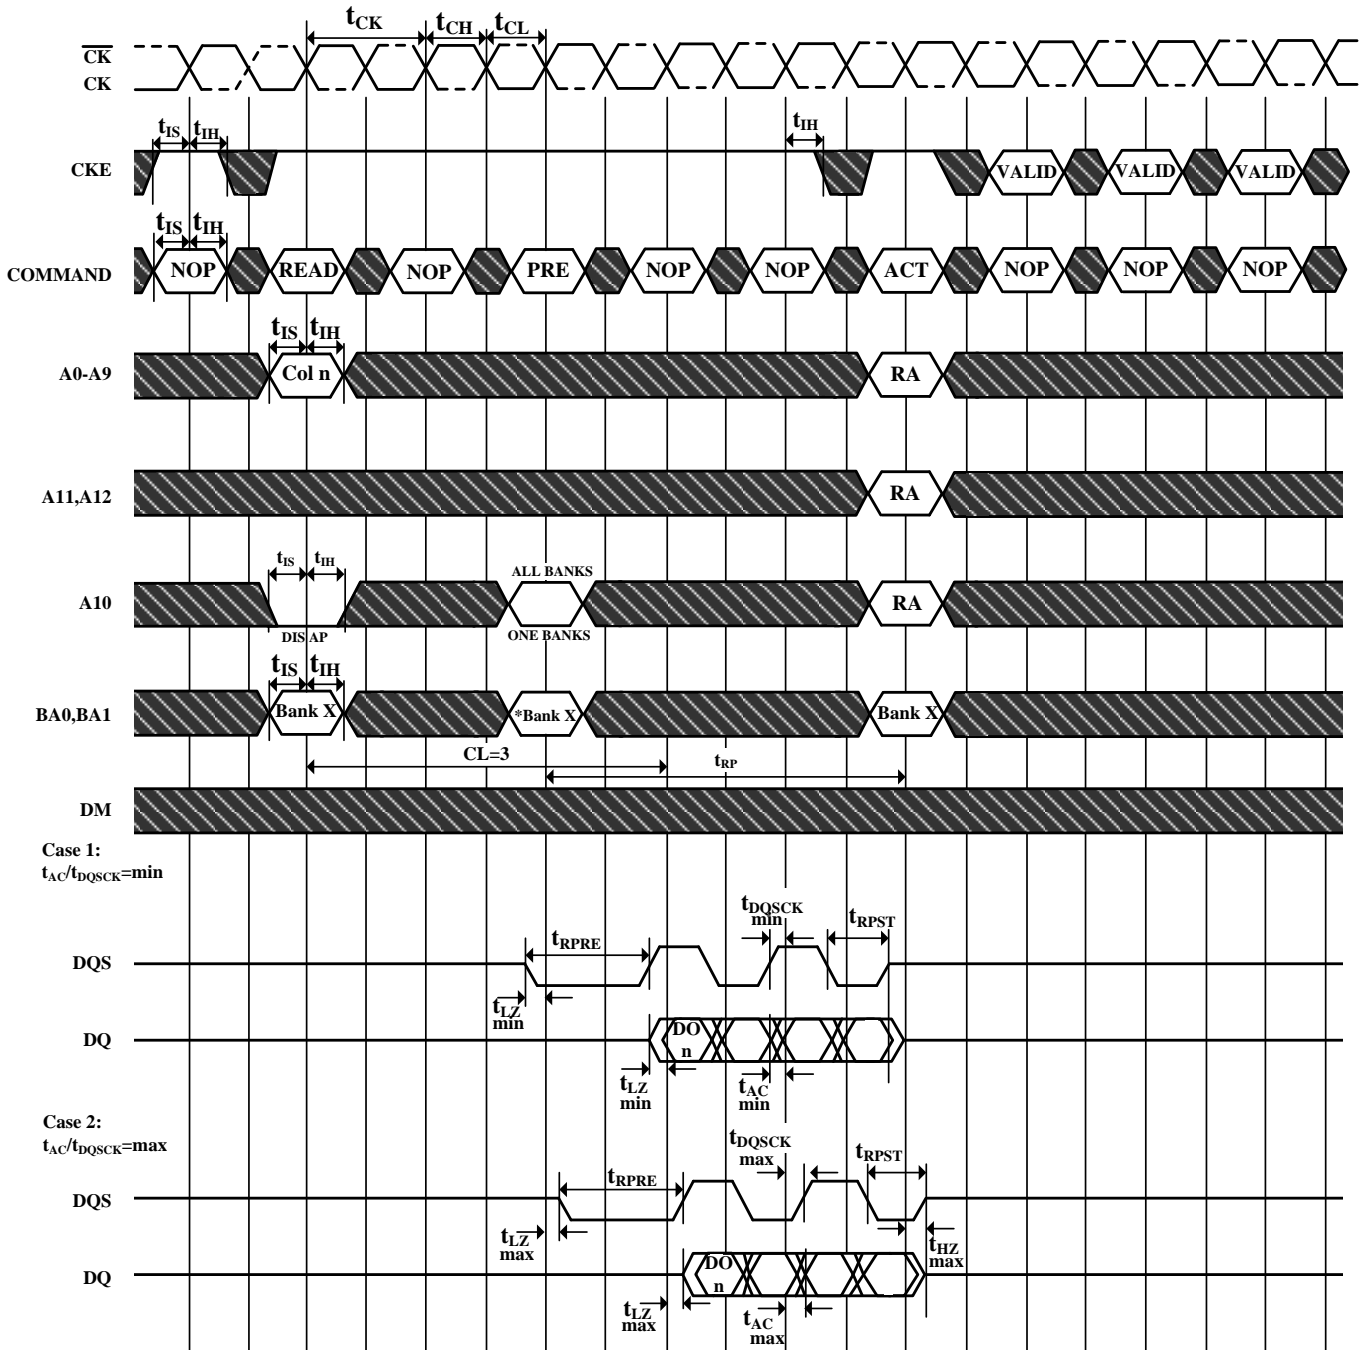 tCK tCH tCL
CK
CK
tIS tIH tIH
CKE VALID VALID VALID
tIS tIH
COMMAND NOP READ NOP PRE NOP NOP ACT NOP NOP NOP
tIS tIH
A0-A9 Col n RA
A11,A12 RA
tIS tIH ALL BANKS
A10 RA
DIS AP ONE BANKS
tIS tIH
BA0,BA1 Bank X *Bank X Bank X
CL=3 tRP
DM
Case 1:
tAC/tDQSCK=min
tDQSCK
min
tRPST
tRPRE
DQS
tLZ
min
DQ DO
n
tLZ
min
tAC
min
Case 2:
tAC/tDQSCK=max
tDQSCK
max
tRPST
tRPRE
DQS
tLZ
max
tHZ
max
DQ DO
n
tLZ
max
tAC
max